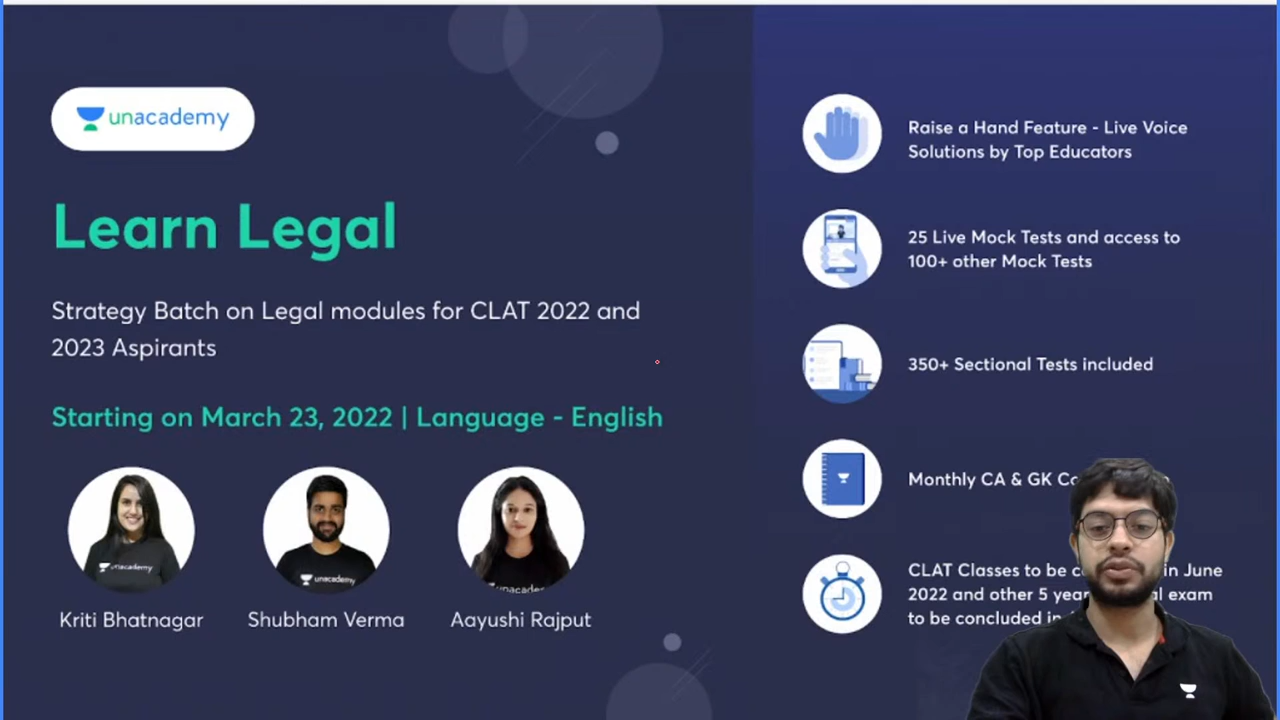 unacademy
Learn Legal
Strategy Batch on Legal modules for CLAT 2022 and
2023 Aspirants
Starting on March 23, 2022 | Language - English
unacademy
unacademy
unacademy
Kriti Bhatnagar
Shubham Verma
Aayushi Rajput
Raise a Hand Feature - Live Voice
Solutions by Top Educators
25 Live Mock Tests and access to
100+ other Mock Tests
350+ Sectional Tests included
Monthly CA & GK
CLAT Classes to be in June
2022 and other 5 exam
to be concluded in